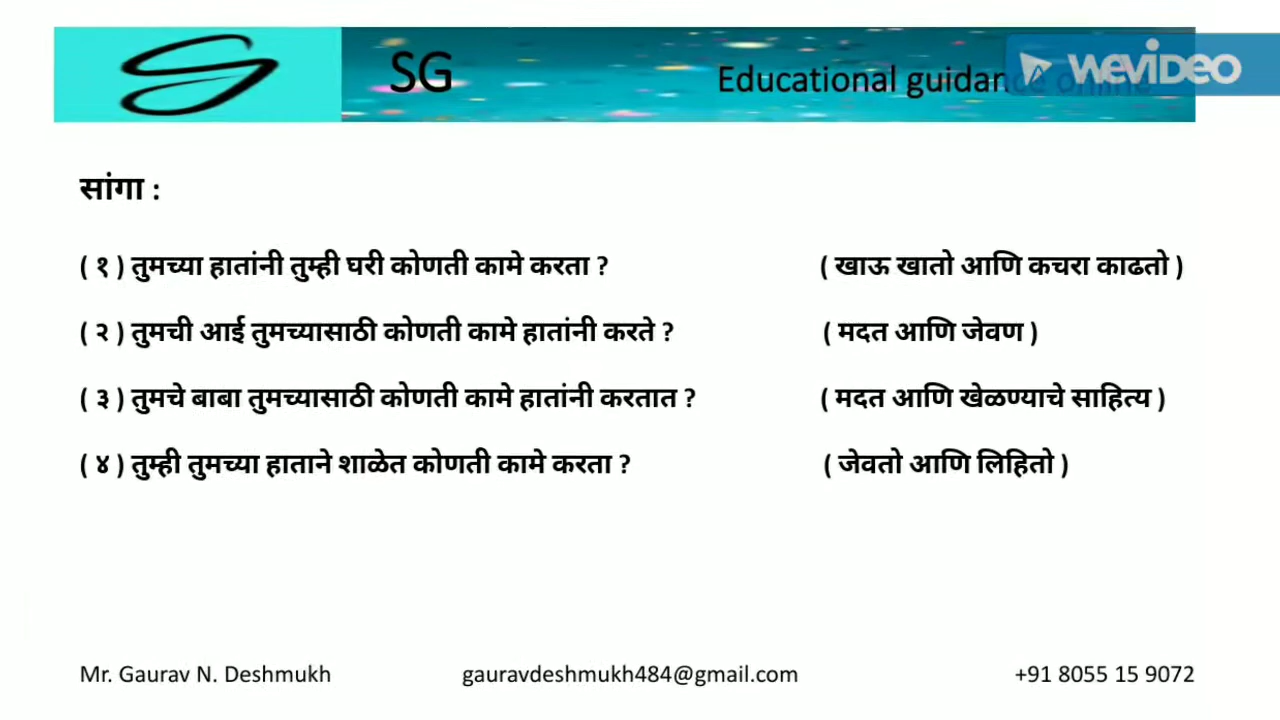 SG Educational guidance online
WeVideo
सांगा :
( १ ) तुमच्या हातांनी तुम्ही घरी कोणती कामे करता ? ( खाऊ खातो आणि कचरा काढतो )
( २ ) तुमची आई तुमच्यासाठी कोणती कामे हातांनी करते ? ( मदत आणि जेवण )
( ३ ) तुमचे बाबा तुमच्यासाठी कोणती कामे हातांनी करतात ? ( मदत आणि खेळण्याचे साहित्य )
( ४ ) तुम्ही तुमच्या हाताने शाळेत कोणती कामे करता ? ( जेवतो आणि लिहितो )
Mr. Gaurav N. Deshmukh gauravdeshmukh484@gmail.com +91 8055 15 9072